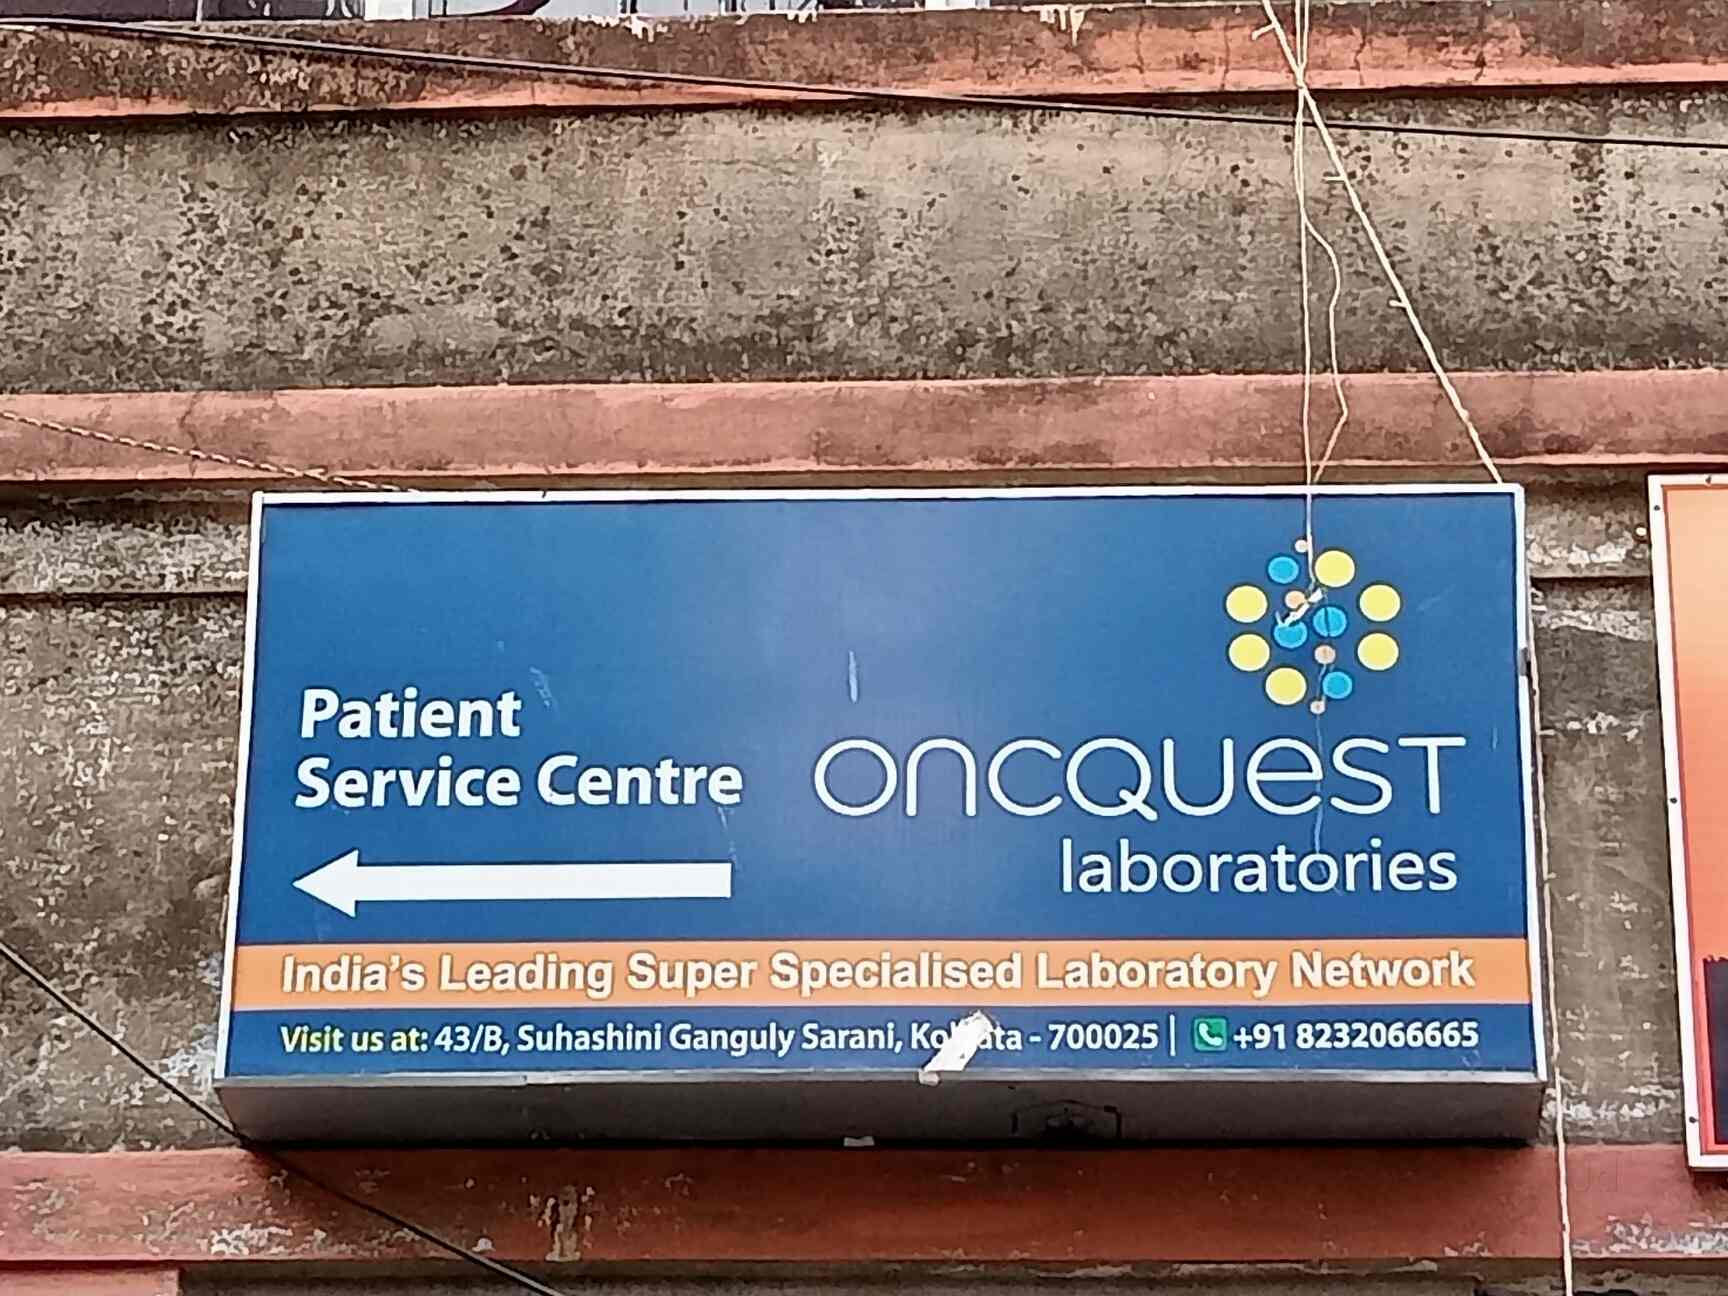 Patient
Service Centre
oncquest
laboratories
India's Leading Super Specialised Laboratory Network
Visit us at: 43/B, Suhashini Ganguly Sarani, - 700025 | +91 8232066665